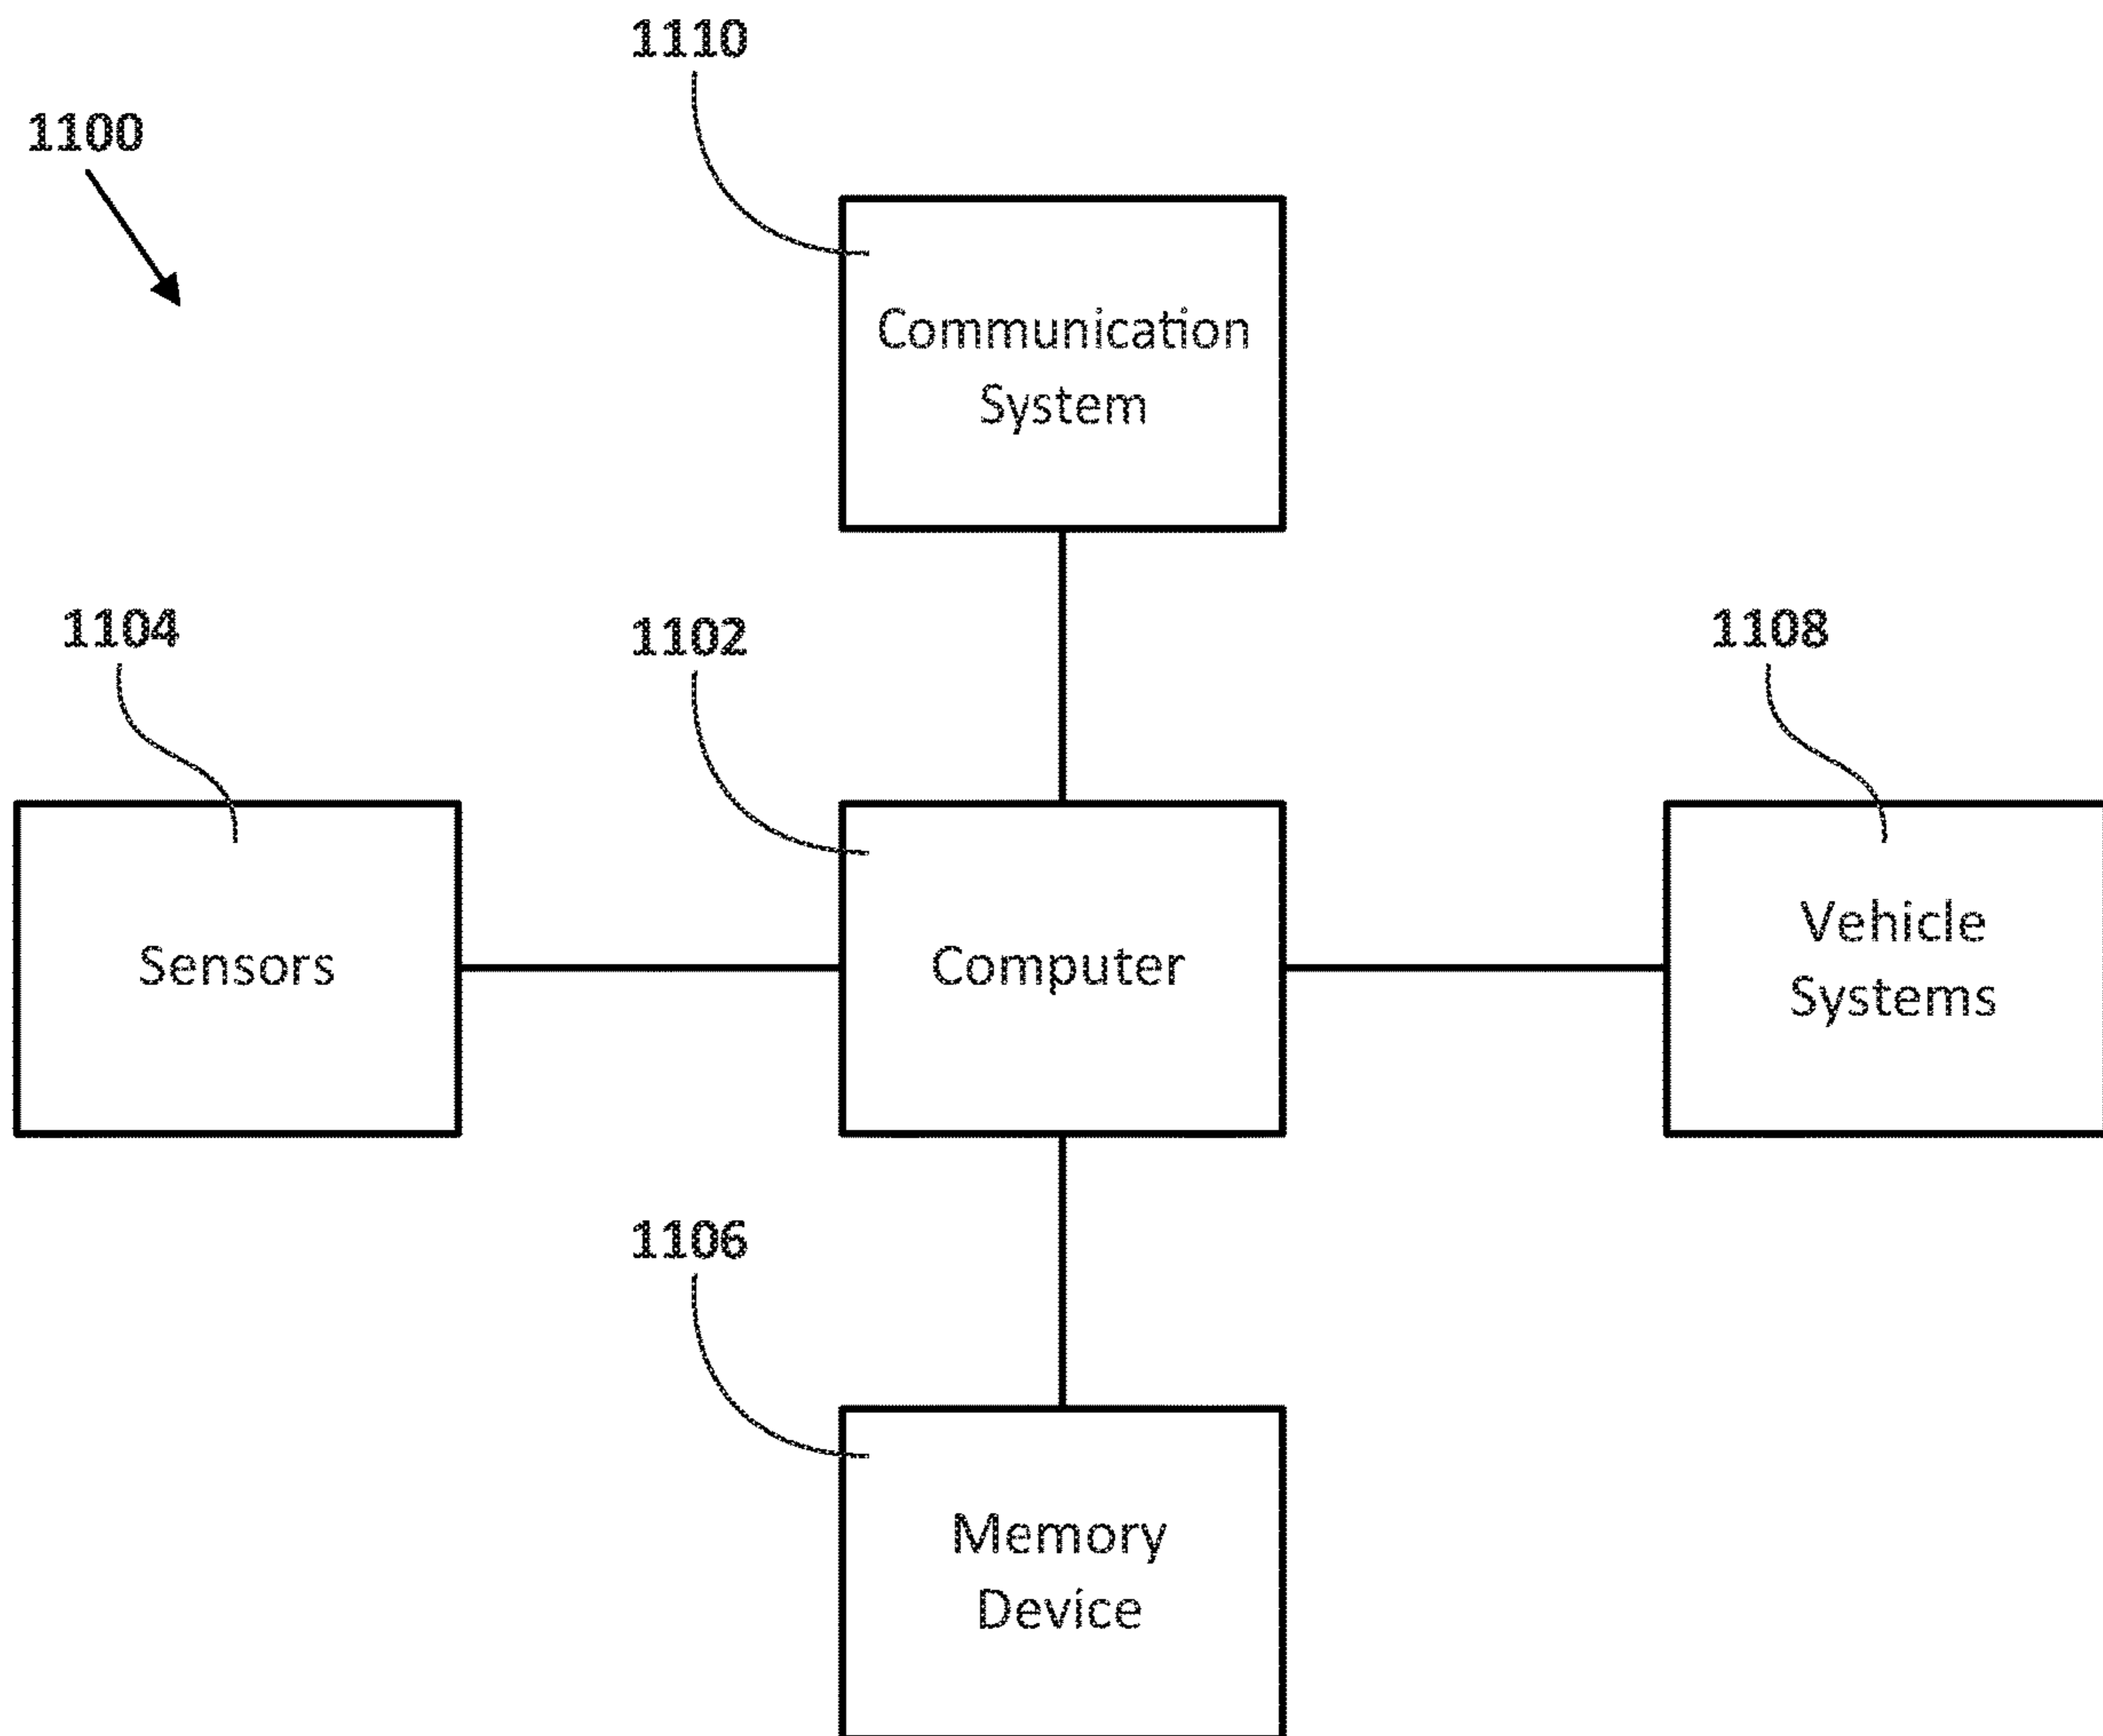 1110
1100
Communication
System
1104
1102
1108
Sensors
Computer
Vehicle
Systems
1106
Memory
Device